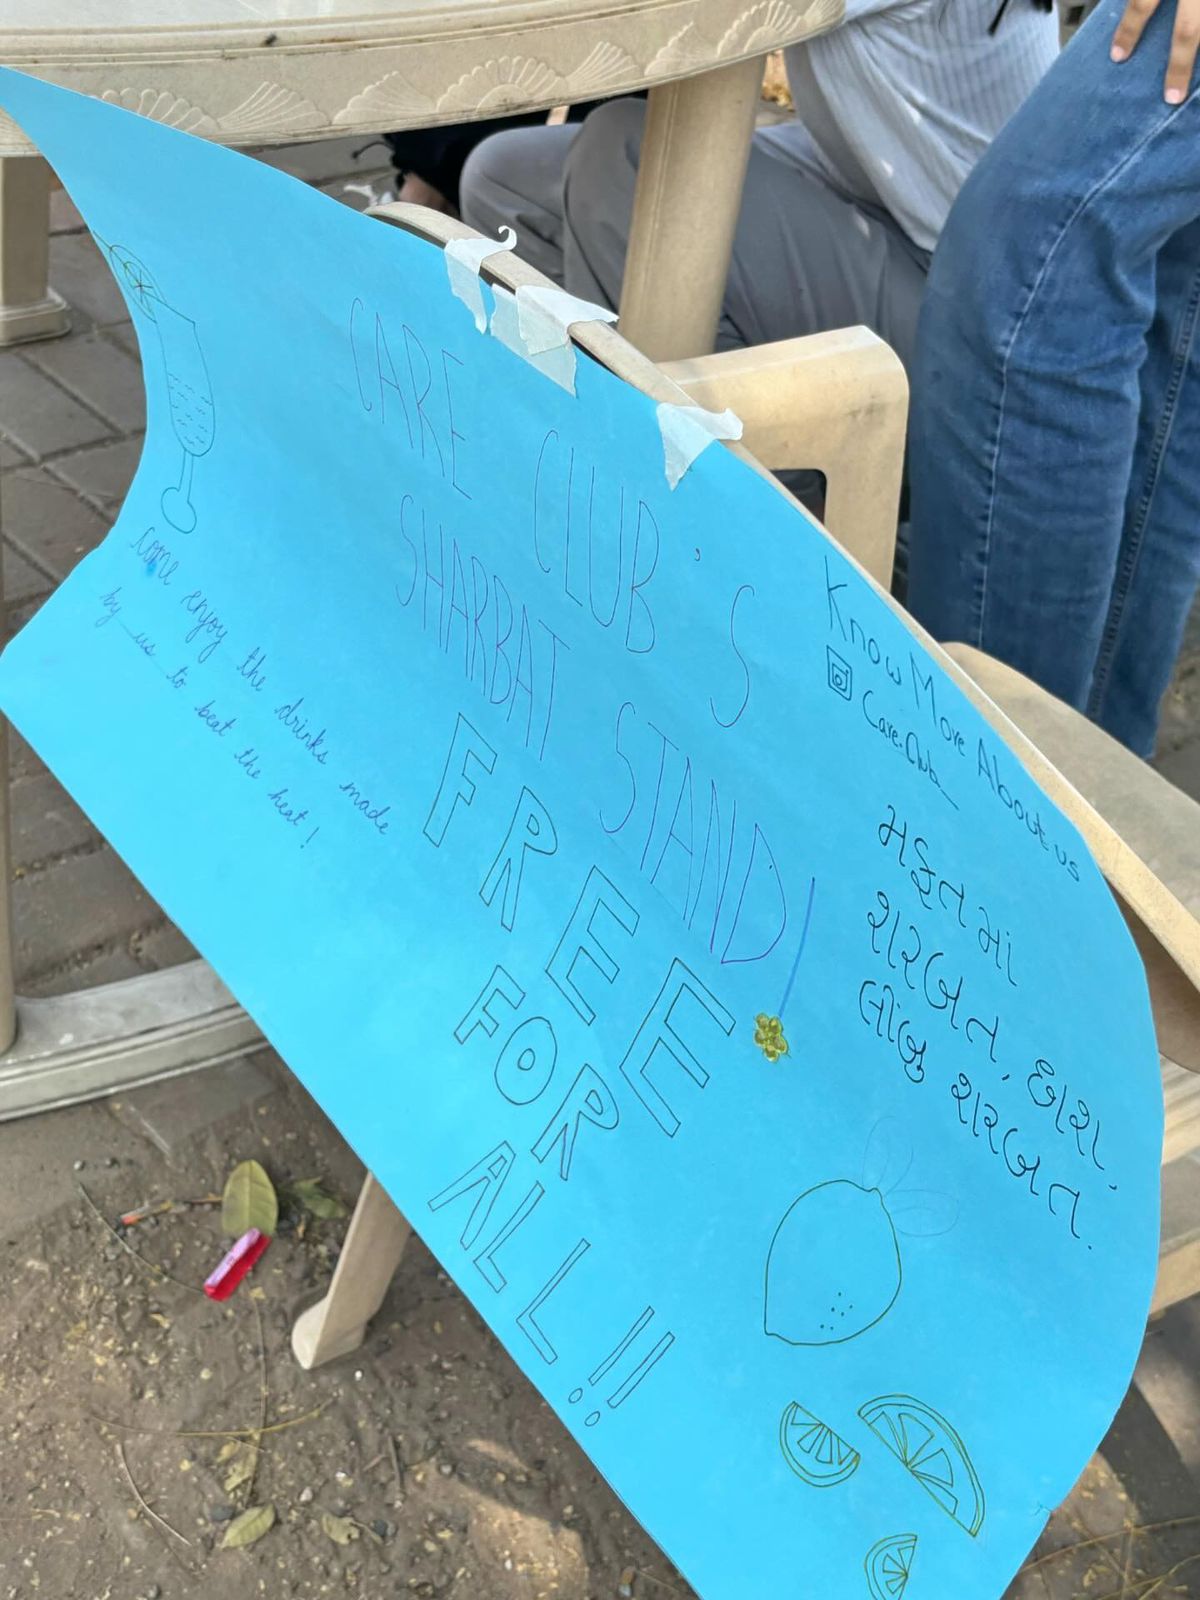 CARE CLUB'S
SHARBAT STAND!
FREE
FOR
ALL!!
come enjoy the drinks made
by us to beat the heat!
Know More About us
Care.Club_
મફત માં
શરબત, છાશ,
લીંબુ શરબત.